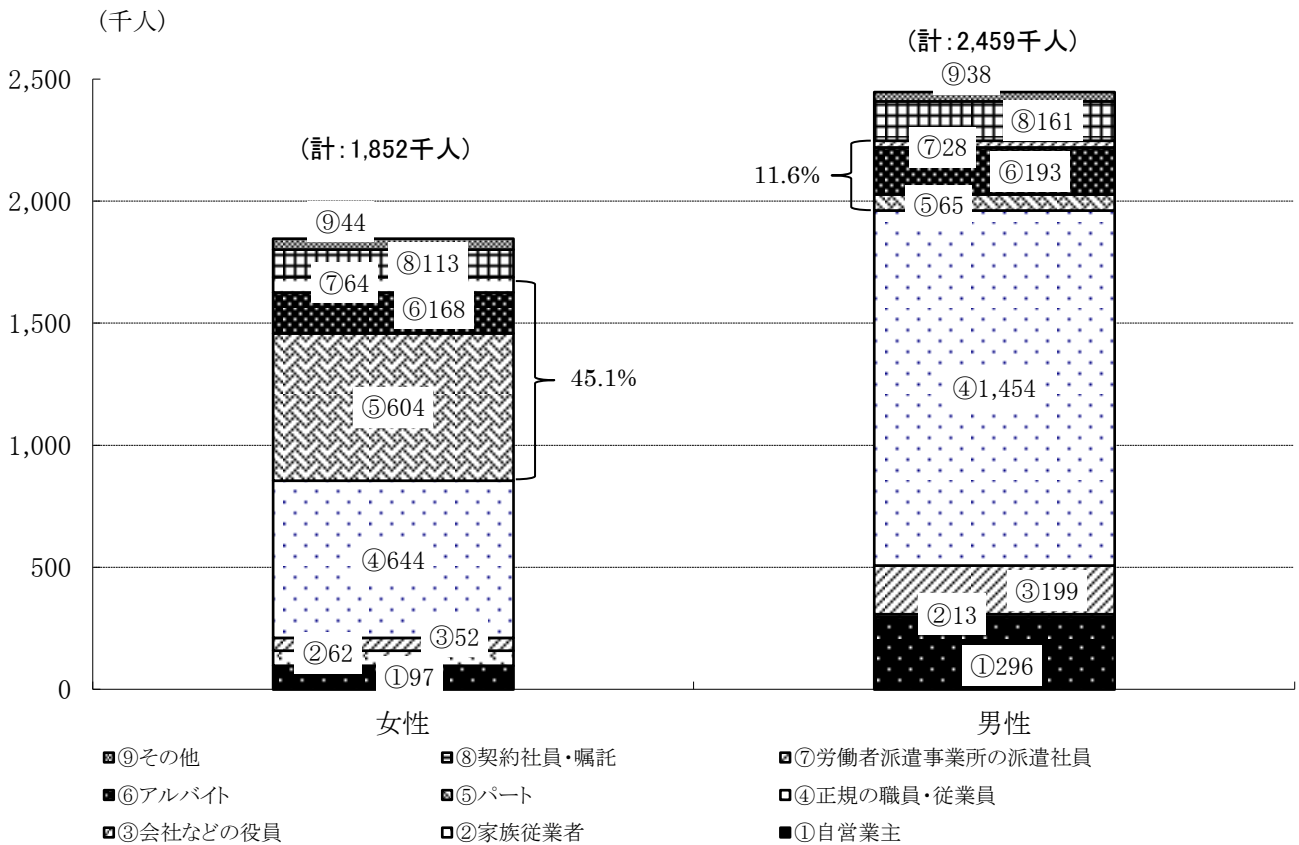 (千人)
(計:2,459千人)
2,500
⑨38
⑧161
(計:1,852千人)
⑦28
11.6%
⑥193
2,000
⑤65
⑨44
⑧113
⑦64
⑥168
1,500
45.1%
④1,454
⑤604
1,000
④644
500
③199
③52
②13
②62
①296
①97
0
女性
男性
⑨その他
⑧契約社員・嘱託
⑦労働者派遣事業所の派遣社員
⑥アルバイト
⑤パート
④正規の職員・従業員
③会社などの役員
②家族従業者
①自営業主